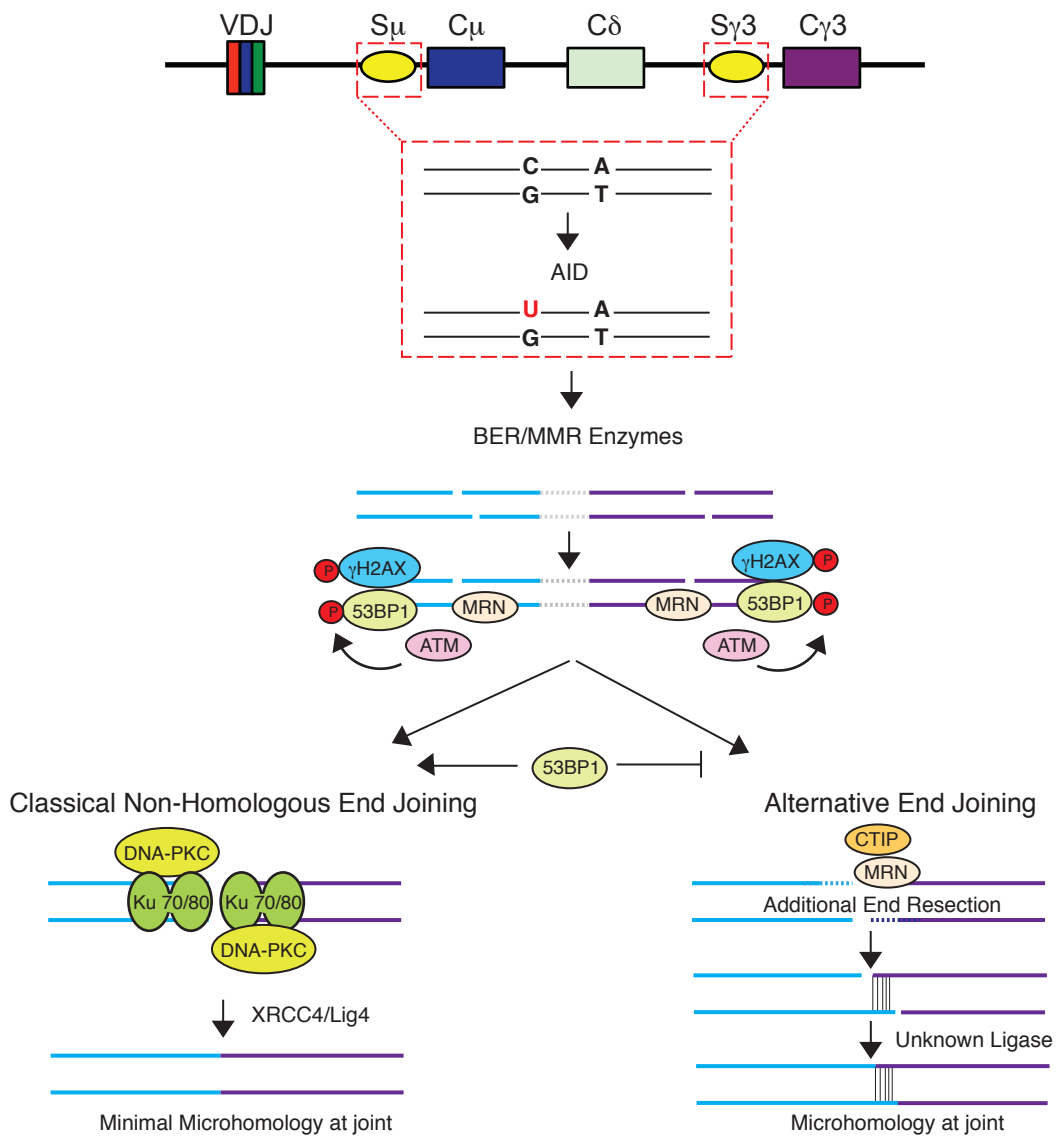 VDJ Sμ Cμ Cδ Sγ3 Cγ3
C A
G T
AID
U A
G T
BER/MMR Enzymes
P γH2AX γH2AX P
P 53BP1 MRN MRN 53BP1 P
ATM ATM
53BP1
Classical Non-Homologous End Joining
Alternative End Joining
DNA-PKC
Ku 70/80 Ku 70/80
DNA-PKC
XRCC4/Lig4
Minimal Microhomology at joint
CTIP
MRN
Additional End Resection
Unknown Ligase
Microhomology at joint